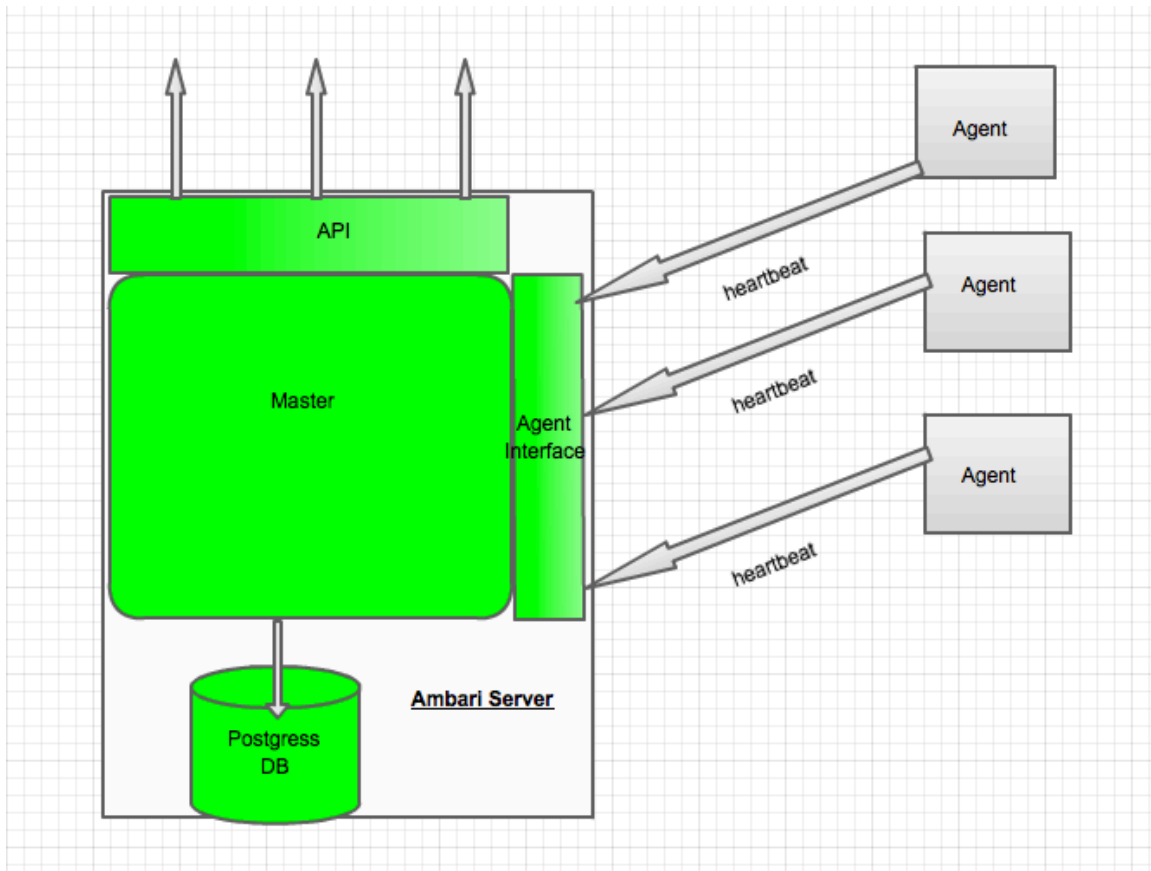 API
Master
Agent
Interface
Agent
heartbeat
Agent
heartbeat
Agent
heartbeat
Ambari Server
Postgress
DB